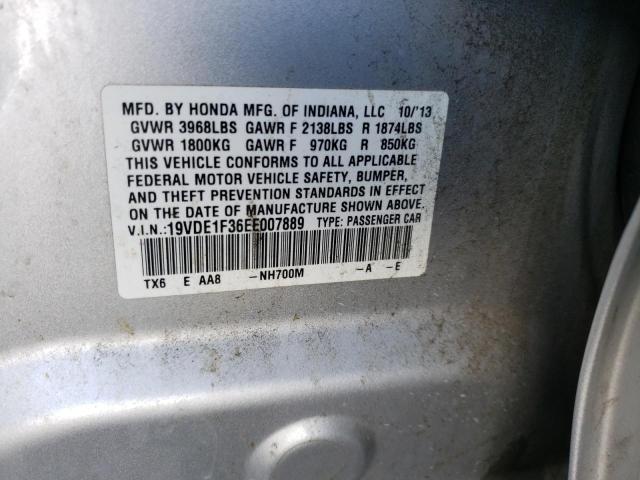 MFD. BY HONDA MFG. OF INDIANA, LLC 10/'13
GVWR 3968LBS GAWR F 2138LBS R 1874LBS
GVWR 1800KG GAWR F 970KG R 850KG
THIS VEHICLE CONFORMS TO ALL APPLICABLE
FEDERAL MOTOR VEHICLE SAFETY, BUMPER,
AND THEFT PREVENTION STANDARDS IN EFFECT
ON THE DATE OF MANUFACTURE SHOWN ABOVE.
V.I.N.:19VDE1F36EE007889 TYPE: PASSENGER CAR
TX6 E AA8 -NH700M -A -E